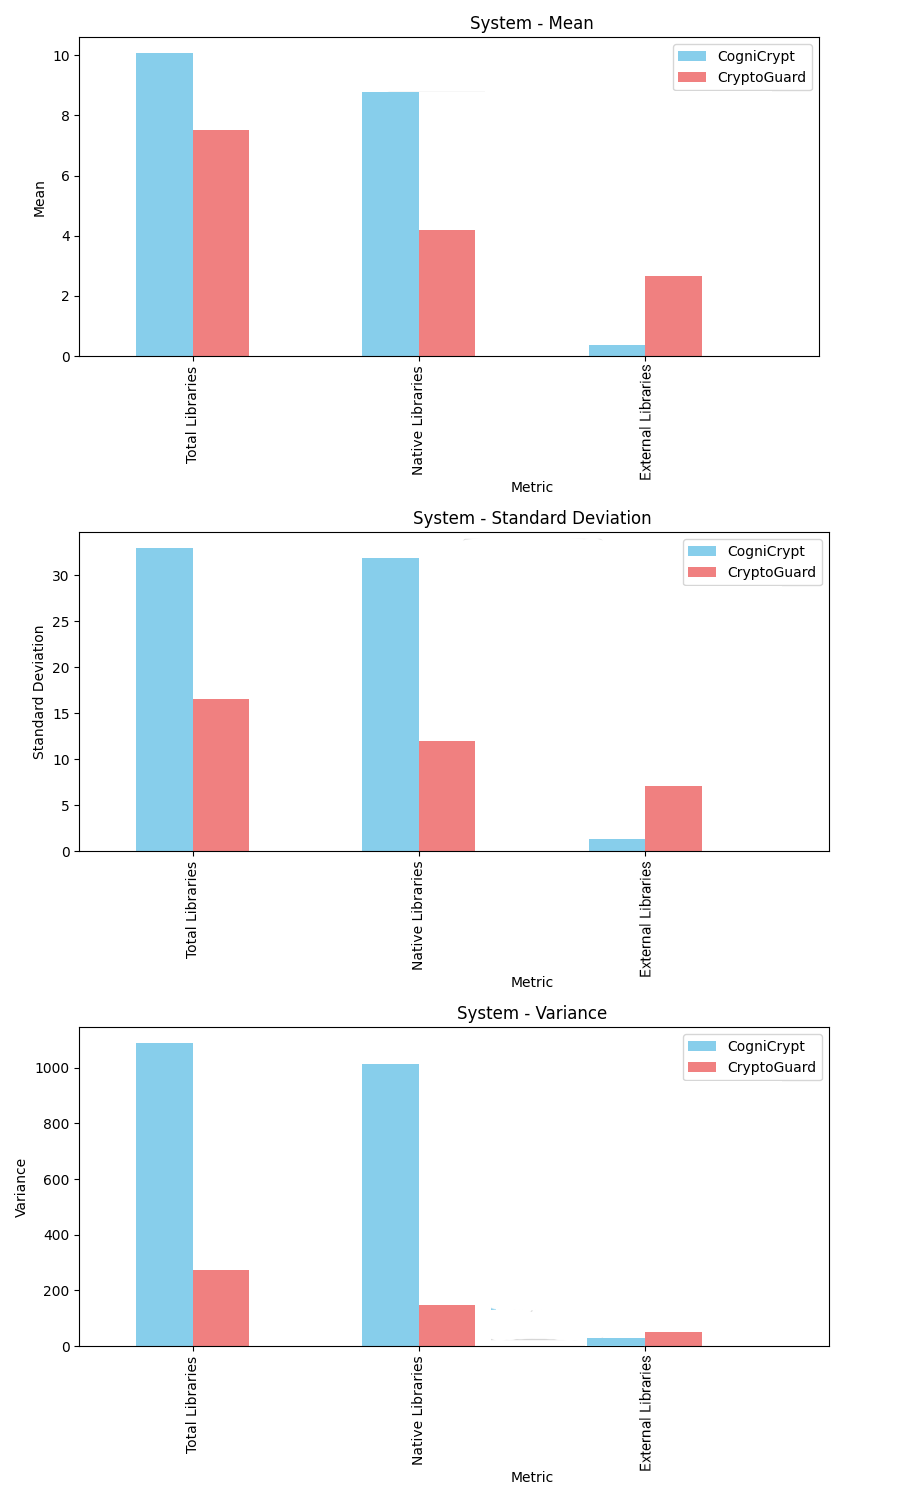 System - Mean
CogniCrypt
CryptoGuard
10
8
6
4
2
0
Mean
Total Libraries
Native Libraries
External Libraries
Metric
System - Standard Deviation
CogniCrypt
CryptoGuard
30
25
20
15
10
5
0
Standard Deviation
Total Libraries
Native Libraries
External Libraries
Metric
System - Variance
CogniCrypt
CryptoGuard
1000
800
600
400
200
0
Variance
Total Libraries
Native Libraries
External Libraries
Metric